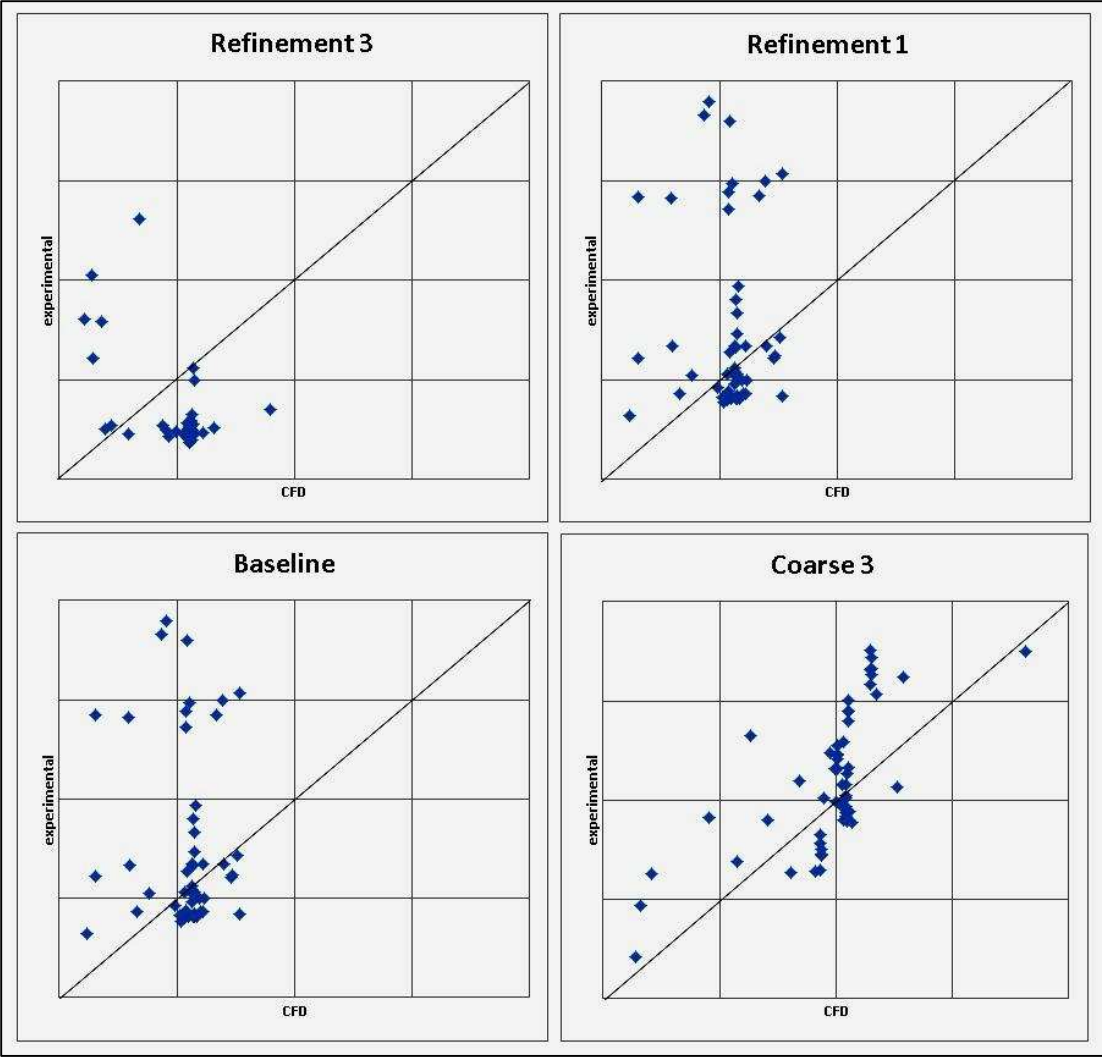 Refinement 3
experimental
CFD
Refinement 1
experimental
CFD
Baseline
experimental
CFD
Coarse 3
experimental
CFD